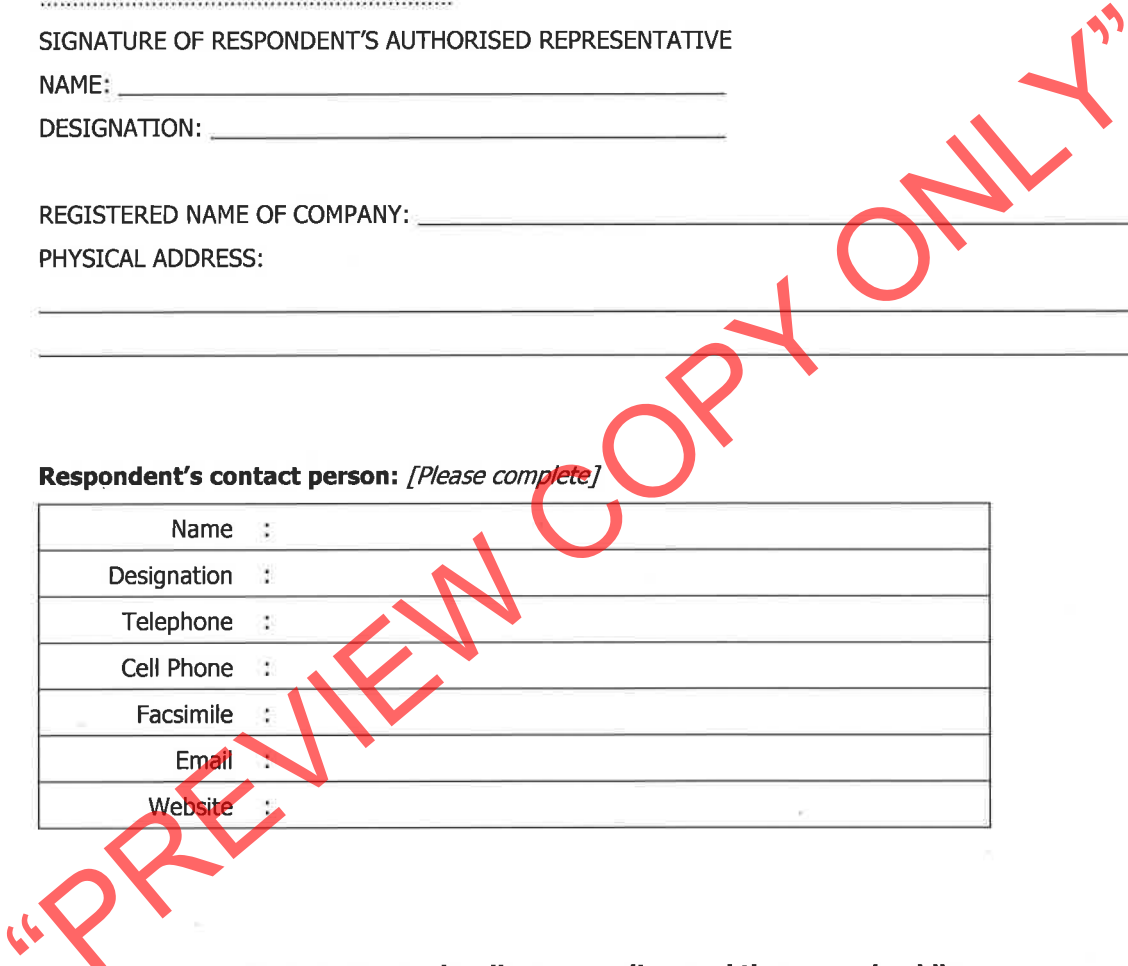 SIGNATURE OF RESPONDENT'S AUTHORISED REPRESENTATIVE
NAME:
DESIGNATION:
REGISTERED NAME OF COMPANY:
PHYSICAL ADDRESS:
Respondent's contact person: [Please complete]
Name :
Designation :
Telephone :
Cell Phone :
Facsimile :
Email :
Website :
"PREVIEW COPY ONLY"